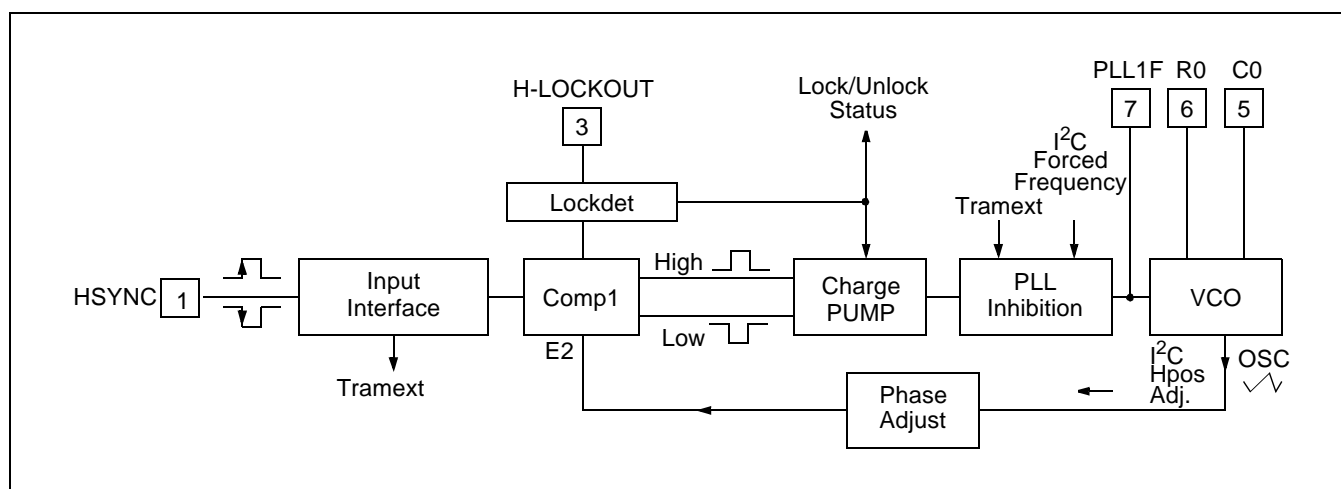 PLL1F R0 C0
7 6 5
H-LOCKOUT
3
Lock/Unlock
Status
I²C
Forced
Frequency
Tramext
Lockdet
HSYNC 1
Input
Interface
Tramext
Comp1
E2
High
Low
Charge
PUMP
PLL
Inhibition
VCO
I²C
Hpos
Adj.
OSC
Phase
Adjust